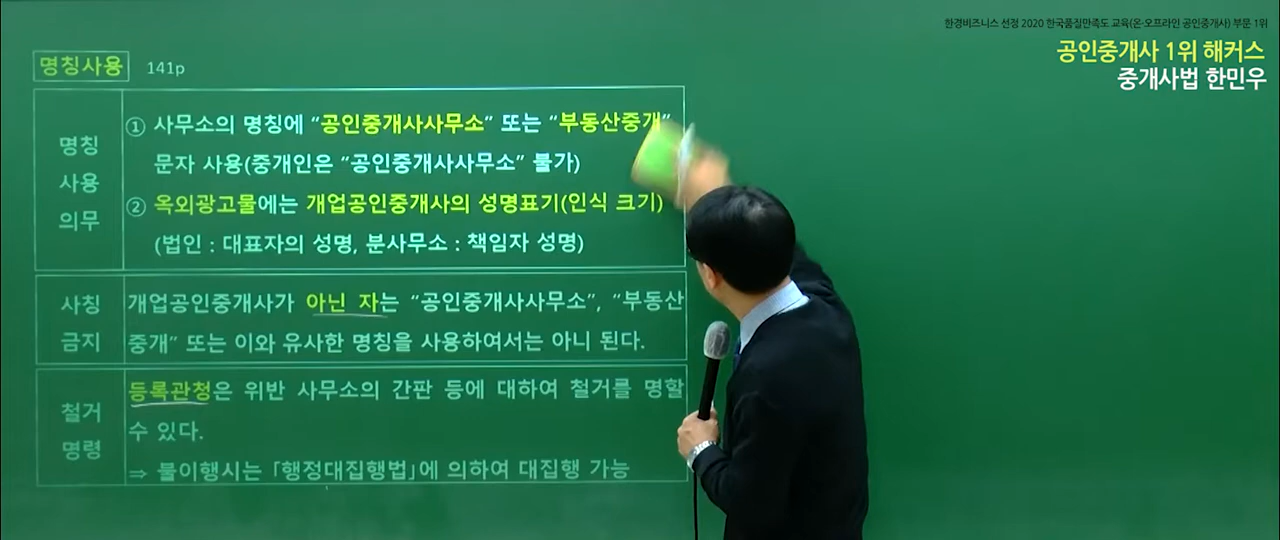 한경비즈니스 선정 2020 한국품질만족도 교육(온·오프라인 공인중개사) 부문 1위
공인중개사 1위 해커스
중개사법 한민우
명칭사용 141p
명칭
사용
의무
① 사무소의 명칭에 “공인중개사사무소” 또는 “부동산중개”
문자 사용(중개인은 “공인중개사사무소” 불가)
② 옥외광고물에는 개업공인중개사의 성명표기(인식 크기)
(법인 : 대표자의 성명, 분사무소 : 책임자 성명)
사칭
금지
개업공인중개사가 아닌 자는 “공인중개사사무소”, “부동산
중개” 또는 이와 유사한 명칭을 사용하여서는 아니 된다.
철거
명령
등록관청은 위반 사무소의 간판 등에 대하여 철거를 명할
수 있다.
⇒ 불이행시는 「행정대집행법」에 의하여 대집행 가능